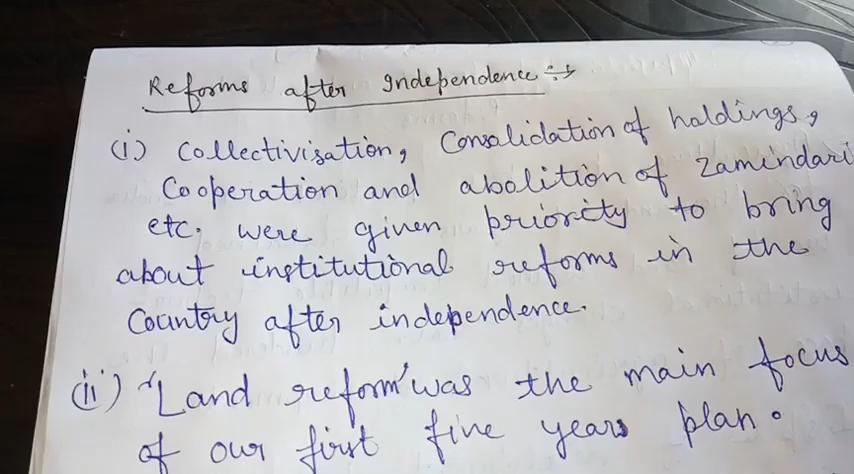 Reforms after Independence :→
(i) Collectivisation, Consolidation of holdings,
Cooperation and abolition of Zamindari
etc. were given priority to bring
about institutional reforms in the
Country after independence.
(ii) 'Land reform' was the main focus
of our first five years plan.